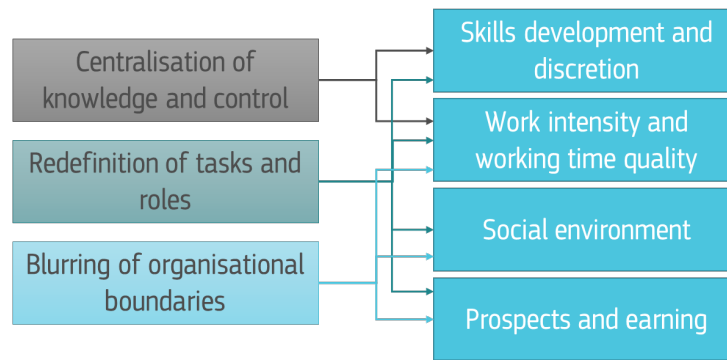 Centralisation of
knowledge and control
Redefinition of tasks and
roles
Blurring of organisational
boundaries
Skills development and
discretion
Work intensity and
working time quality
Social environment
Prospects and earning